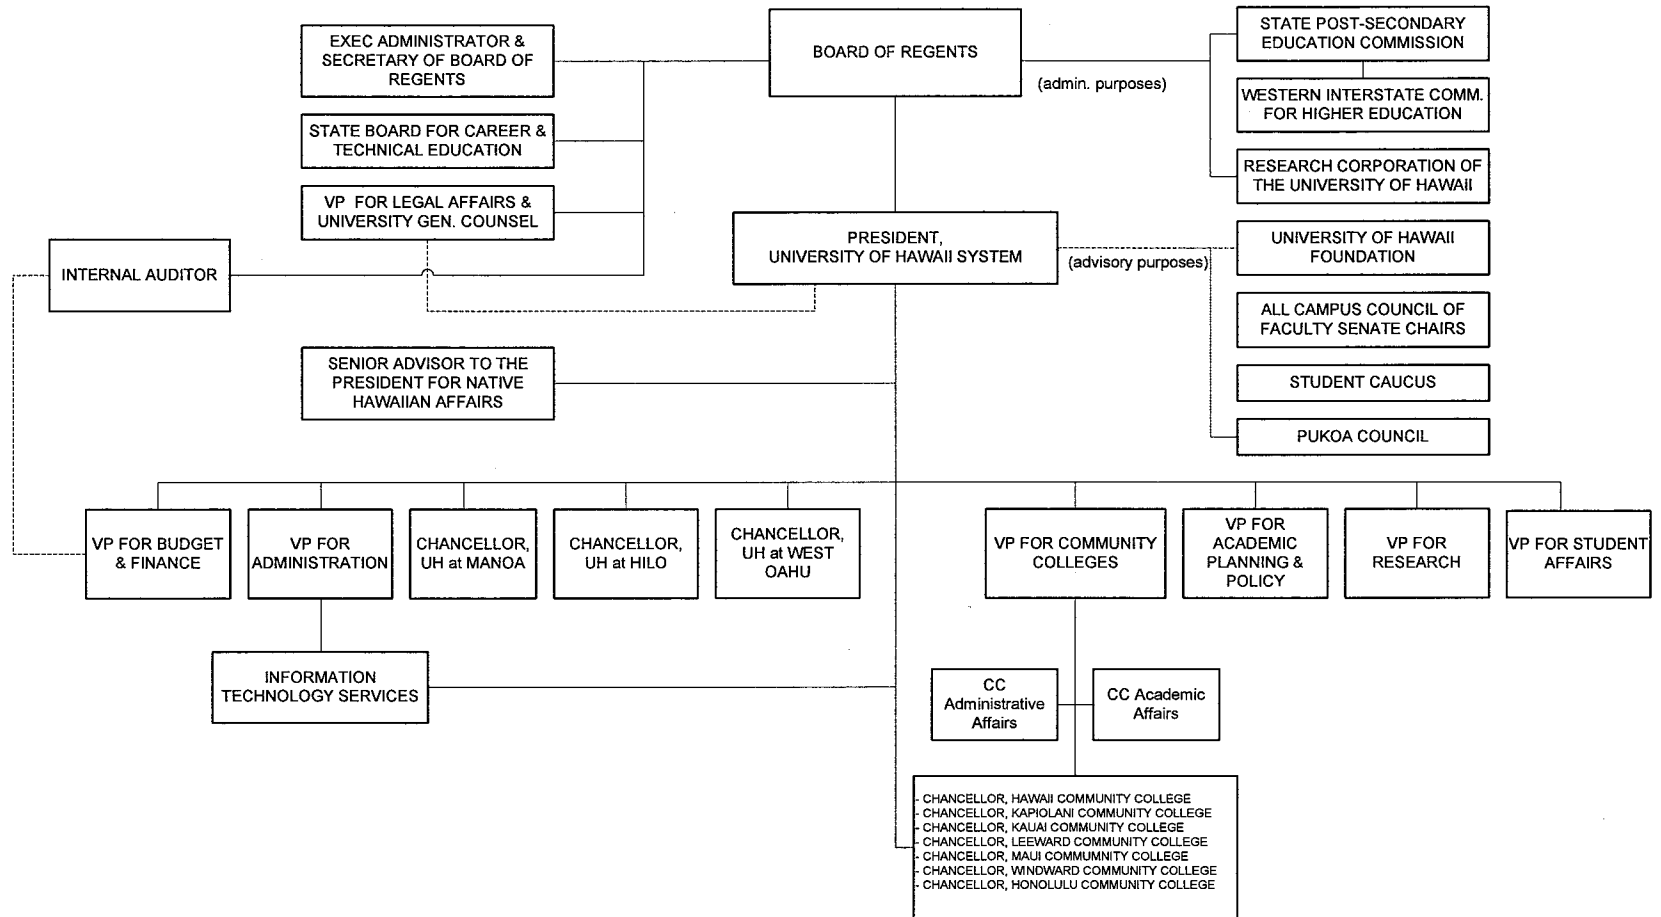 EXEC ADMINISTRATOR &
SECRETARY OF BOARD OF
REGENTS
BOARD OF REGENTS
(admin. purposes)
STATE POST-SECONDARY
EDUCATION COMMISSION
WESTERN INTERSTATE COMM.
FOR HIGHER EDUCATION
STATE BOARD FOR CAREER &
TECHNICAL EDUCATION
RESEARCH CORPORATION OF
THE UNIVERSITY OF HAWAII
VP FOR LEGAL AFFAIRS &
UNIVERSITY GEN. COUNSEL
PRESIDENT,
UNIVERSITY OF HAWAII SYSTEM
(advisory purposes)
UNIVERSITY OF HAWAII
FOUNDATION
INTERNAL AUDITOR
ALL CAMPUS COUNCIL OF
FACULTY SENATE CHAIRS
SENIOR ADVISOR TO THE
PRESIDENT FOR NATIVE
HAWAIIAN AFFAIRS
STUDENT CAUCUS
PUKOA COUNCIL
VP FOR BUDGET
& FINANCE
VP FOR
ADMINISTRATION
CHANCELLOR,
UH at MANOA
CHANCELLOR,
UH at HILO
CHANCELLOR,
UH at WEST
OAHU
VP FOR COMMUNITY
COLLEGES
VP FOR
ACADEMIC
PLANNING &
POLICY
VP FOR
RESEARCH
VP FOR STUDENT
AFFAIRS
INFORMATION
TECHNOLOGY SERVICES
CC
Administrative
Affairs
CC Academic
Affairs
- CHANCELLOR, HAWAII COMMUNITY COLLEGE
- CHANCELLOR, KAPIOLANI COMMUNITY COLLEGE
- CHANCELLOR, KAUAI COMMUNITY COLLEGE
- CHANCELLOR, LEEWARD COMMUNITY COLLEGE
- CHANCELLOR, MAUI COMMUMNITY COLLEGE
- CHANCELLOR, WINDWARD COMMUNITY COLLEGE
- CHANCELLOR, HONOLULU COMMUNITY COLLEGE